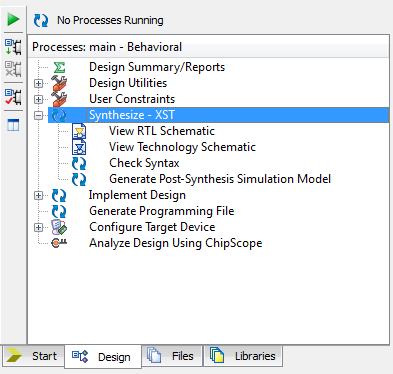 No Processes Running
Processes: main - Behavioral
Design Summary/Reports
Design Utilities
User Constraints
Synthesize - XST
View RTL Schematic
View Technology Schematic
Check Syntax
Generate Post-Synthesis Simulation Model
Implement Design
Generate Programming File
Configure Target Device
Analyze Design Using ChipScope
Start Design Files Libraries